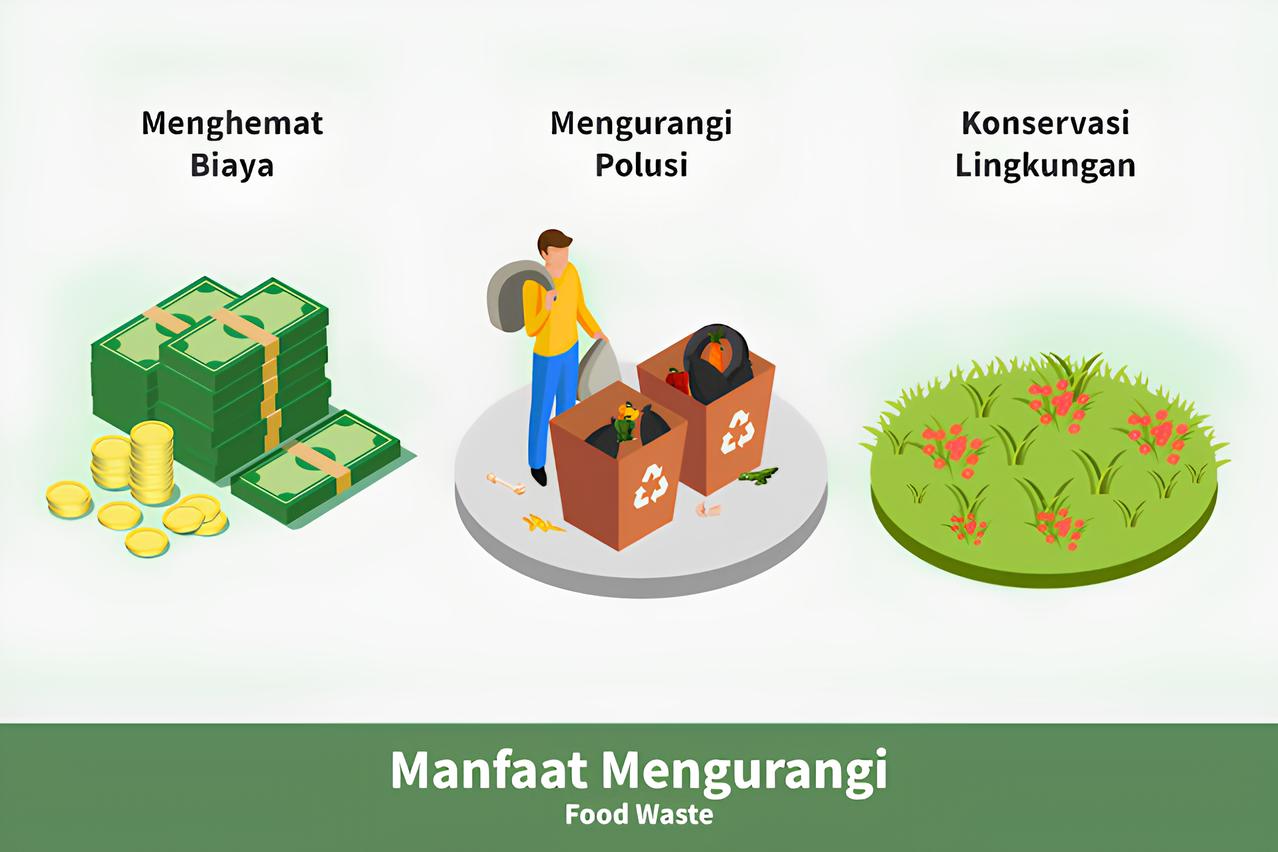 Menghemat
Biaya
Mengurangi
Polusi
Konservasi
Lingkungan
Manfaat Mengurangi
Food Waste